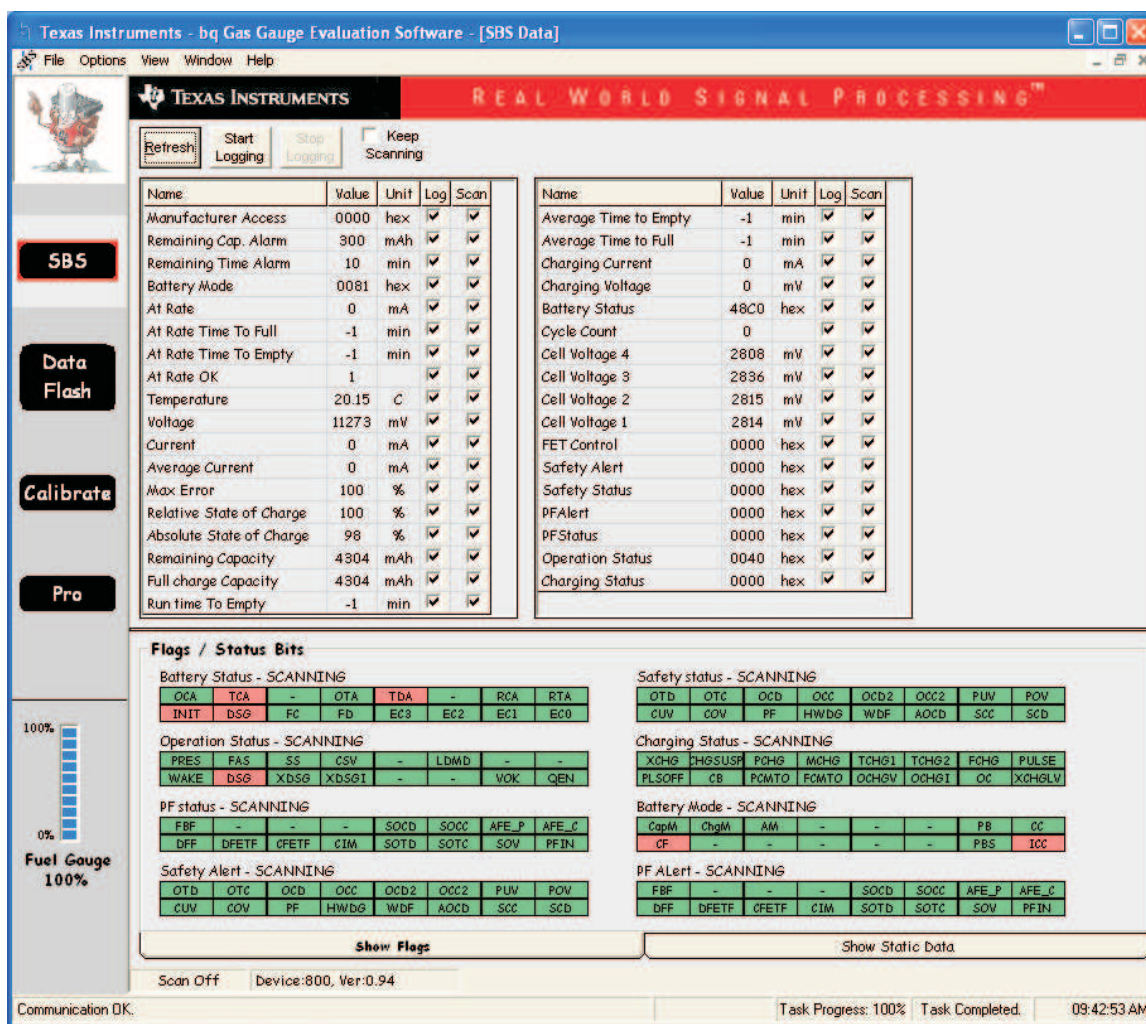 Texas Instruments - bq Gas Gauge Evaluation Software - [SBS Data]
File Options View Window Help
TEXAS INSTRUMENTS
REAL WORLD SIGNAL PROCESSING™
Refresh
Start Logging
Stop Logging
Keep Scanning
SBS
Data Flash
Calibrate
Pro
100%
0%
Fuel Gauge
100%
Name Value Unit Log Scan
Manufacturer Access 0000 hex
Remaining Cap. Alarm 300 mAh
Remaining Time Alarm 10 min
Battery Mode 0081 hex
At Rate 0 mA
At Rate Time To Full -1 min
At Rate Time To Empty -1 min
At Rate OK 1
Temperature 20.15 C
Voltage 11273 mV
Current 0 mA
Average Current 0 mA
Max Error 100 %
Relative State of Charge 100 %
Absolute State of Charge 98 %
Remaining Capacity 4304 mAh
Full charge Capacity 4304 mAh
Run time To Empty -1 min
Name Value Unit Log Scan
Average Time to Empty -1 min
Average Time to Full -1 min
Charging Current 0 mA
Charging Voltage 0 mV
Battery Status 48C0 hex
Cycle Count 0
Cell Voltage 4 2808 mV
Cell Voltage 3 2836 mV
Cell Voltage 2 2815 mV
Cell Voltage 1 2814 mV
FET Control 0000 hex
Safety Alert 0000 hex
Safety Status 0000 hex
PFAlert 0000 hex
PFStatus 0000 hex
Operation Status 0040 hex
Charging Status 0000 hex
Flags / Status Bits
Battery Status - SCANNING
OCA TCA - OTA TDA - RCA RTA
INIT DSG FC FD EC3 EC2 EC1 EC0
Operation Status - SCANNING
PRES FAS SS CSV - LDMD - -
WAKE DSG XDSG XDSGI - - VOK QEN
PF status - SCANNING
FBF - - - SOCD SOCC AFE_P AFE_C
DFF DFETF CFETF CIM SOTD SOTC SOV PFIN
Safety Alert - SCANNING
OTD OTC OCD OCC OCD2 OCC2 PUV POV
CUV COV PF HWDG WDF AOCD SCC SCD
Safety status - SCANNING
OTD OTC OCD OCC OCD2 OCC2 PUV POV
CUV COV PF HWDG WDF AOCD SCC SCD
Charging Status - SCANNING
XCHG CHGSUSP PCHG MCHG TCHG1 TCHG2 FCHG PULSE
PLSOFF CB PCMTO FCMTO OCHGV OCHGI OC XCHGLV
Battery Mode - SCANNING
CapM ChgM AM - - - PB CC
CF - - - - - PBS ICC
PF ALert - SCANNING
FBF - - - SOCD SOCC AFE_P AFE_C
DFF DFETF CFETF CIM SOTD SOTC SOV PFIN
Show Flags
Show Static Data
Scan Off Device:800, Ver:0.94
Communication OK. Task Progress: 100% Task Completed. 09:42:53 AM